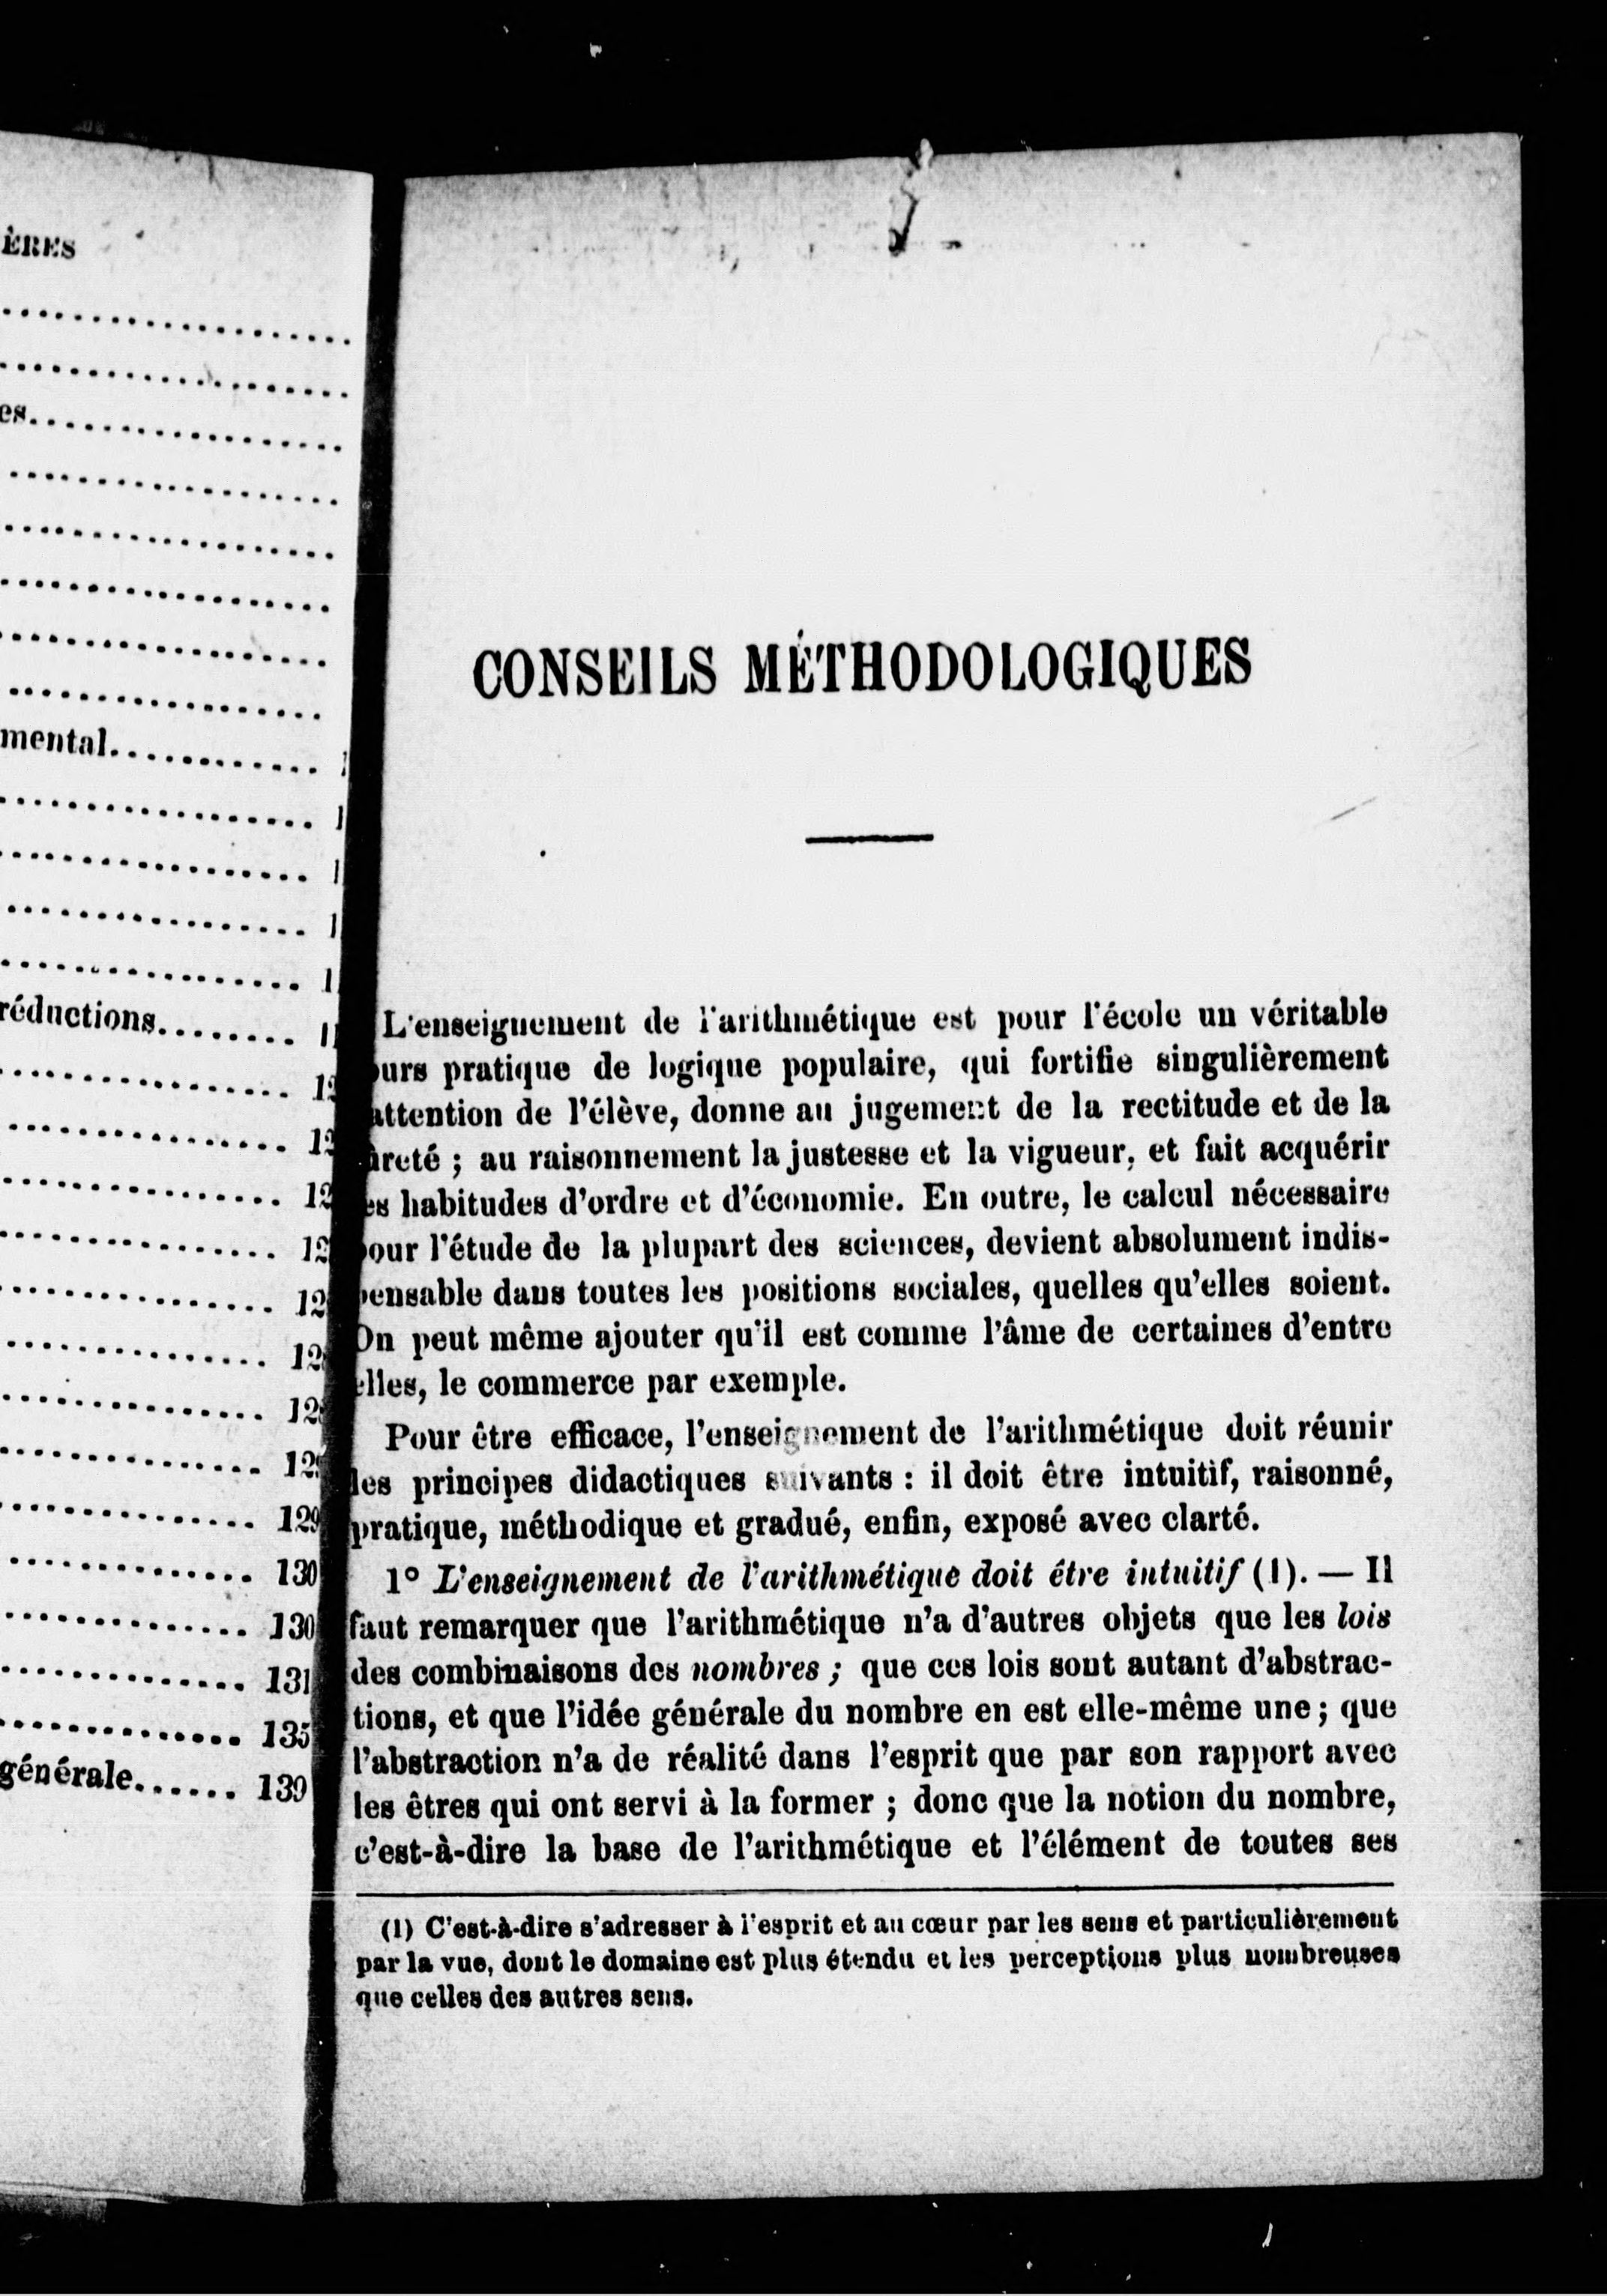 ÈRES
es
mental
réductions
129
130
130
131
135
générale...... 139
CONSEILS MÉTHODOLOGIQUES
L'enseignement de l'arithmétique est pour l'école un véritable
ours pratique de logique populaire, qui fortifie singulièrement
attention de l'élève, donne au jugement de la rectitude et de la
ûreté ; au raisonnement la justesse et la vigueur, et fait acquérir
es habitudes d'ordre et d'économie. En outre, le calcul nécessaire
pour l'étude de la plupart des sciences, devient absolument indis-
pensable dans toutes les positions sociales, quelles qu'elles soient.
On peut même ajouter qu'il est comme l'âme de certaines d'entre
elles, le commerce par exemple.
Pour être efficace, l'enseignement de l'arithmétique doit réunir
les principes didactiques suivants : il doit être intuitif, raisonné,
pratique, méthodique et gradué, enfin, exposé avec clarté.
1° L'enseignement de l'arithmétique doit être intuitif (1). — Il
faut remarquer que l'arithmétique n'a d'autres objets que les lois
des combinaisons des nombres ; que ces lois sont autant d'abstrac-
tions, et que l'idée générale du nombre en est elle-même une ; que
l'abstraction n'a de réalité dans l'esprit que par son rapport avec
les êtres qui ont servi à la former ; donc que la notion du nombre,
c'est-à-dire la base de l'arithmétique et l'élément de toutes ses
(1) C'est-à-dire s'adresser à l'esprit et au cœur par les sens et particulièrement
par la vue, dont le domaine est plus étendu et les perceptions plus nombreuses
que celles des autres sens.